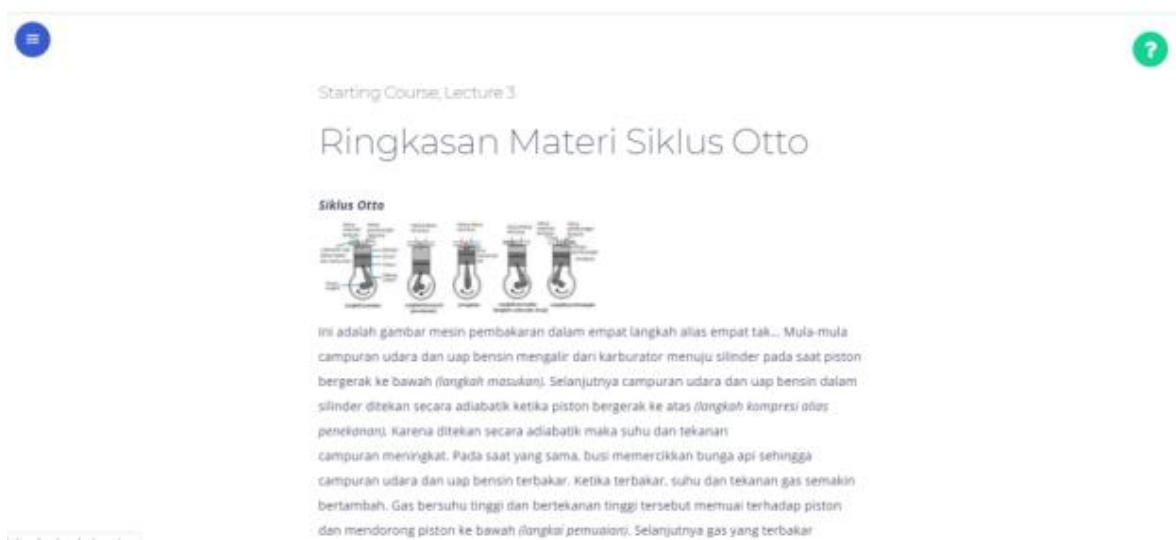 ?
Starting Course, Lecture 3
Ringkasan Materi Siklus Otto
Siklus Otto
Ini adalah gambar mesin pembakaran dalam empat langkah alias empat tak... Mula-mula
campuran udara dan uap bensin mengalir dari karburator menuju silinder pada saat piston
bergerak ke bawah (langkah masukan). Selanjutnya campuran udara dan uap bensin dalam
silinder ditekan secara adiabatik ketika piston bergerak ke atas (langkah kompresi alias
penekanan). Karena ditekan secara adiabatik maka suhu dan tekanan
campuran meningkat. Pada saat yang sama, busi memercikkan bunga api sehingga
campuran udara dan uap bensin terbakar. Ketika terbakar, suhu dan tekanan gas semakin
bertambah. Gas bersuhu tinggi dan bertekanan tinggi tersebut memuai terhadap piston
dan mendorong piston ke bawah (langkai pemuaian). Selanjutnya gas yang terbakar